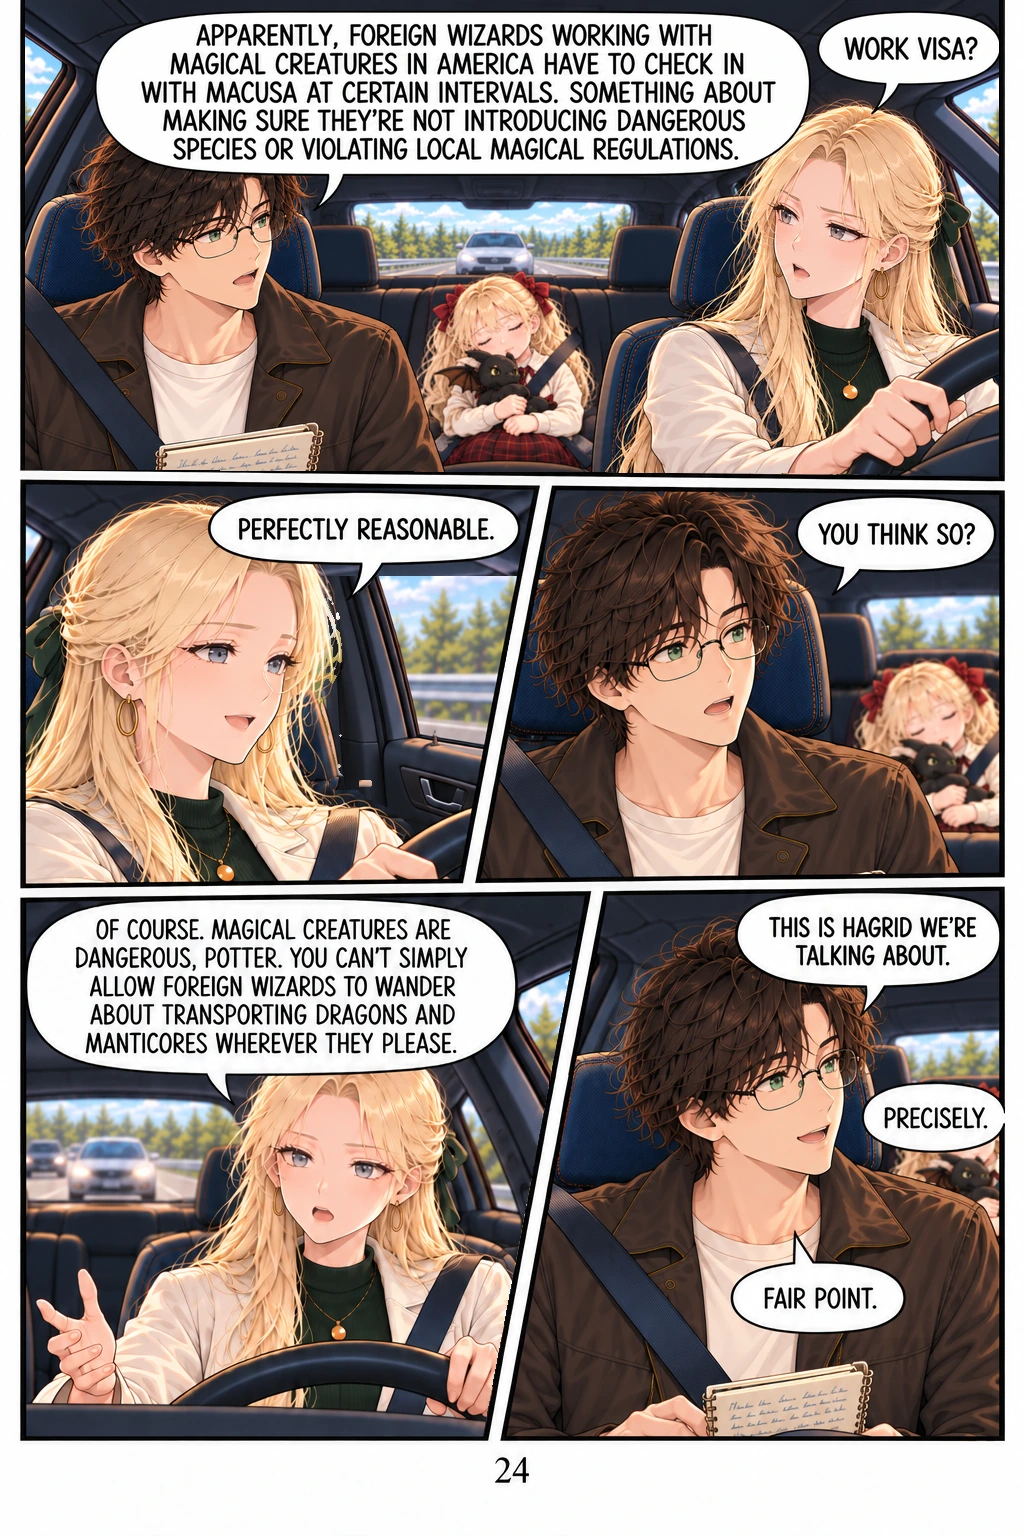 APPARENTLY, FOREIGN WIZARDS WORKING WITH
MAGICAL CREATURES IN AMERICA HAVE TO CHECK IN
WITH MACUSA AT CERTAIN INTERVALS. SOMETHING ABOUT
MAKING SURE THEY'RE NOT INTRODUCING DANGEROUS
SPECIES OR VIOLATING LOCAL MAGICAL REGULATIONS.
WORK VISA?
PERFECTLY REASONABLE.
YOU THINK SO?
OF COURSE. MAGICAL CREATURES ARE
DANGEROUS, POTTER. YOU CAN'T SIMPLY
ALLOW FOREIGN WIZARDS TO WANDER
ABOUT TRANSPORTING DRAGONS AND
MANTICORES WHEREVER THEY PLEASE.
THIS IS HAGRID WE'RE
TALKING ABOUT.
PRECISELY.
FAIR POINT.
24